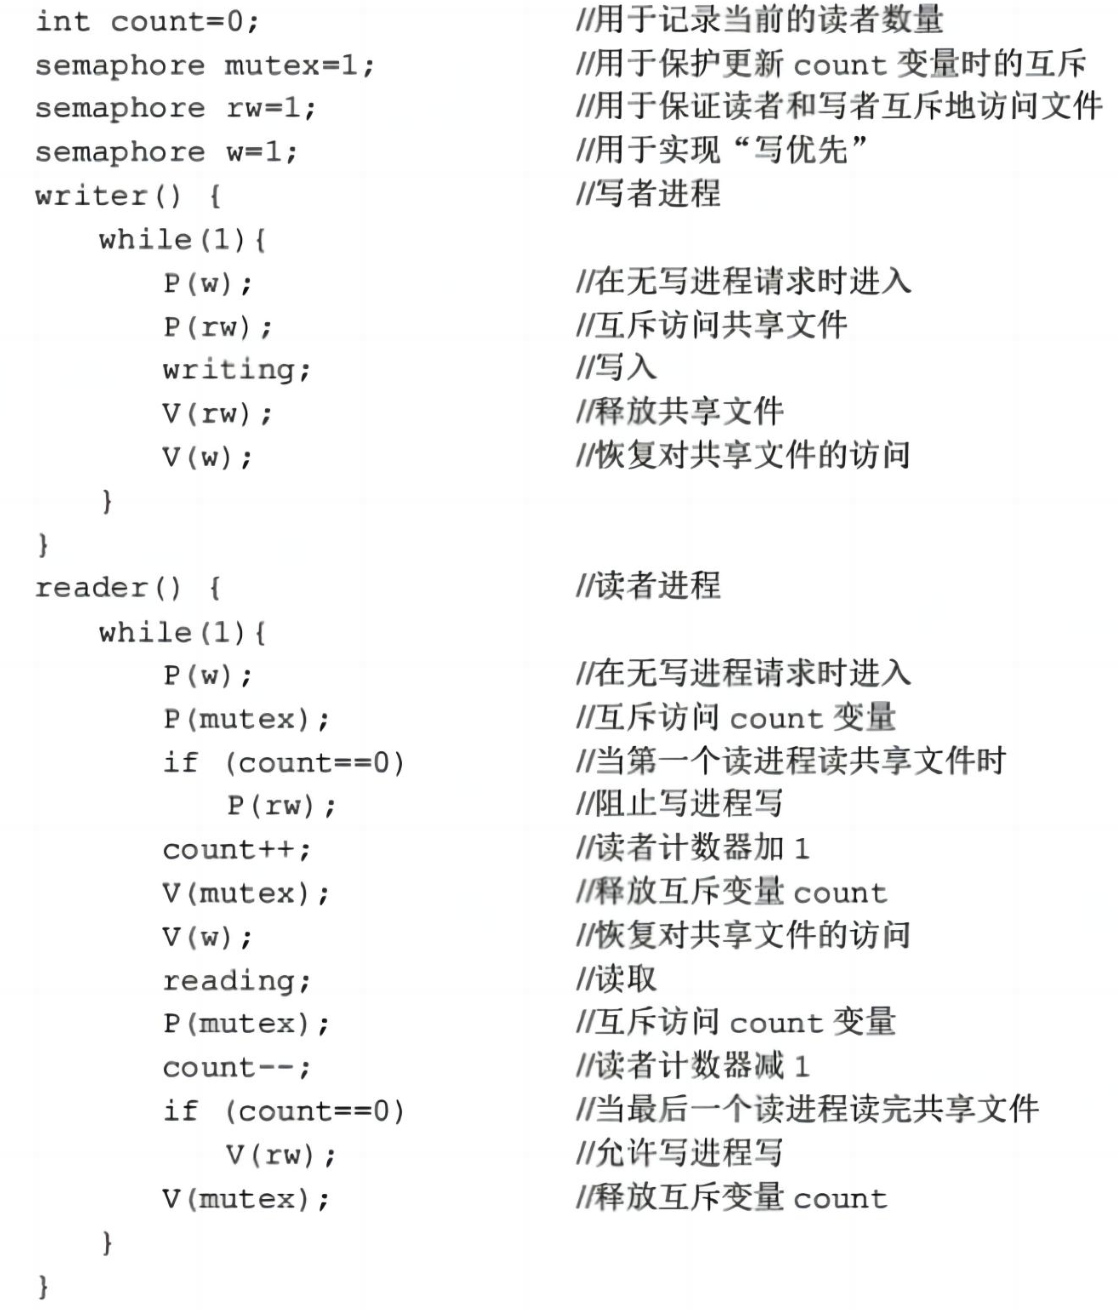 int count=0; //用于记录当前的读者数量
semaphore mutex=1; //用于保护更新 count 变量时的互斥
semaphore rw=1; //用于保证读者和写者互斥地访问文件
semaphore w=1; //用于实现“写优先”
writer() { //写者进程
while(1){
P(w); //在无写进程请求时进入
P(rw); //互斥访问共享文件
writing; //写入
V(rw); //释放共享文件
V(w); //恢复对共享文件的访问
}
}
reader() { //读者进程
while(1){
P(w); //在无写进程请求时进入
P(mutex); //互斥访问 count 变量
if (count==0) //当第一个读进程读共享文件时
P(rw); //阻止写进程写
count++; //读者计数器加 1
V(mutex); //释放互斥变量 count
V(w); //恢复对共享文件的访问
reading; //读取
P(mutex); //互斥访问 count 变量
count--; //读者计数器减 1
if (count==0) //当最后一个读进程读完共享文件
V(rw); //允许写进程写
V(mutex); //释放互斥变量 count
}
}